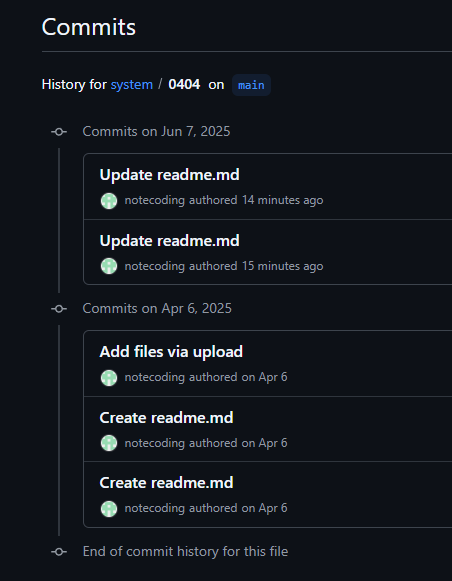 Commits
History for system / 0404 on main
Commits on Jun 7, 2025
Update readme.md
notecoding authored 14 minutes ago
Update readme.md
notecoding authored 15 minutes ago
Commits on Apr 6, 2025
Add files via upload
notecoding authored on Apr 6
Create readme.md
notecoding authored on Apr 6
Create readme.md
notecoding authored on Apr 6
End of commit history for this file